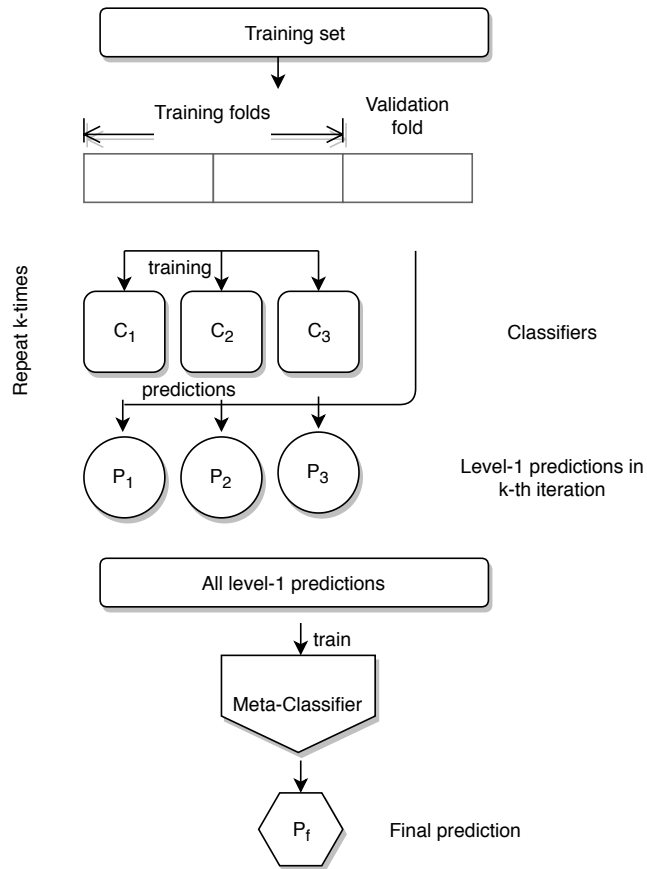 Training set
Training folds
Validation
fold
Repeat k-times
training
C1
C2
C3
Classifiers
predictions
P1
P2
P3
Level-1 predictions in
k-th iteration
All level-1 predictions
train
Meta-Classifier
Pf
Final prediction